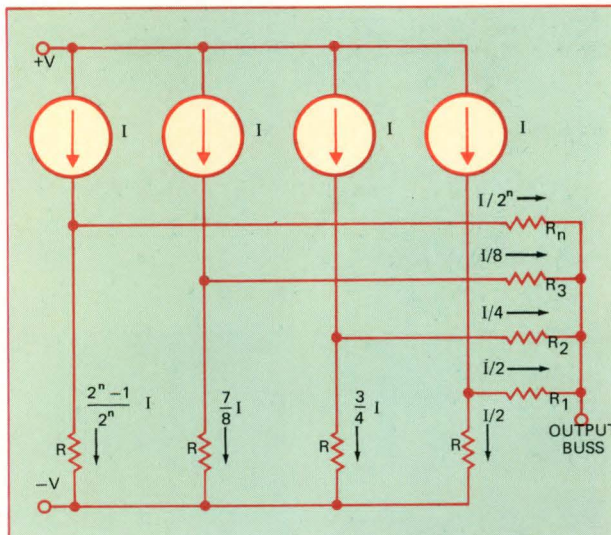 +V
I I I I
I/2ⁿ
Rₙ
I/8
R₃
I/4
R₂
I/2
R₁
(2ⁿ−1)/2ⁿ I
7/8 I
3/4 I
I/2
R R R R
OUTPUT
BUSS
−V